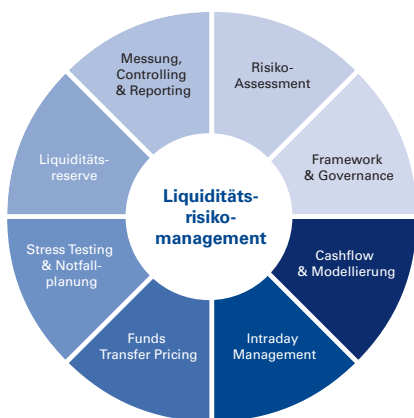 Messung,
Controlling
& Reporting
Risiko-
Assessment
Liquiditäts-
reserve
Framework
& Governance
Liquiditäts-
risiko-
management
Stress Testing
& Notfall-
planung
Cashflow
& Modellierung
Funds
Transfer Pricing
Intraday
Management